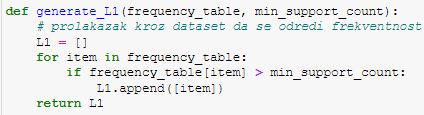 def generate_L1(frequency_table, min_support_count):
    # prolakazak kroz dataset da se odredi frekventnost
    L1 = []
    for item in frequency_table:
        if frequency_table[item] > min_support_count:
            L1.append([item])
    return L1